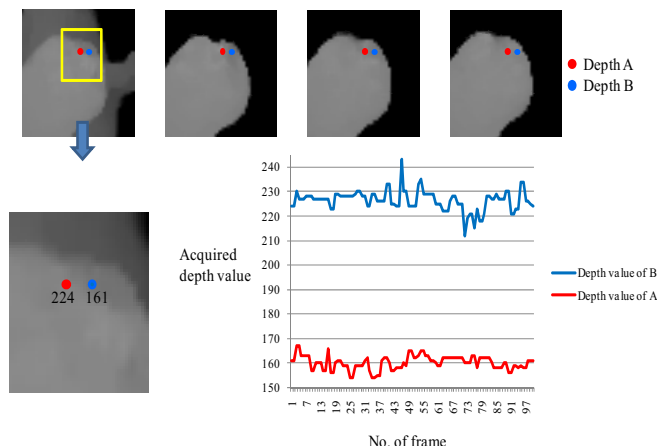 Depth A
Depth B
224 161
Acquired
depth value
240
230
220
210
200
190
180
170
160
150
1 7 13 19 25 31 37 43 49 55 61 67 73 79 85 91 97
No. of frame
Depth value of B
Depth value of A